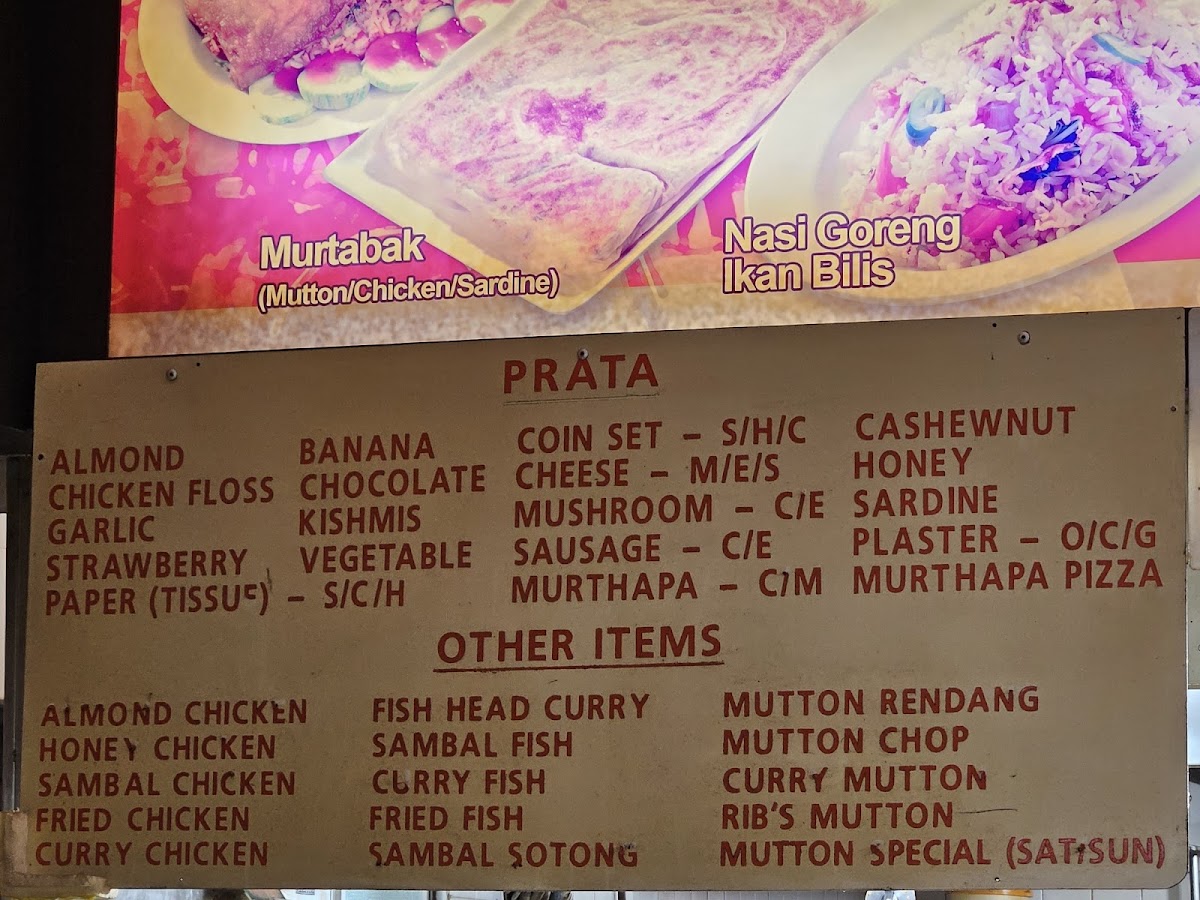 Murtabak
(Mutton/Chicken/Sardine)
Nasi Goreng
Ikan Bilis
PRATA
ALMOND
CHICKEN FLOSS
GARLIC
STRAWBERRY
PAPER (TISSUE) – S/C/H
BANANA
CHOCOLATE
KISHMIS
VEGETABLE
COIN SET – S/H/C
CHEESE – M/E/S
MUSHROOM – C/E
SAUSAGE – C/E
MURTHAPA – C/M
CASHEWNUT
HONEY
SARDINE
PLASTER – O/C/G
MURTHAPA PIZZA
OTHER ITEMS
ALMOND CHICKEN
HONEY CHICKEN
SAMBAL CHICKEN
FRIED CHICKEN
CURRY CHICKEN
FISH HEAD CURRY
SAMBAL FISH
CURRY FISH
FRIED FISH
SAMBAL SOTONG
MUTTON RENDANG
MUTTON CHOP
CURRY MUTTON
RIB'S MUTTON
MUTTON SPECIAL (SAT/SUN)